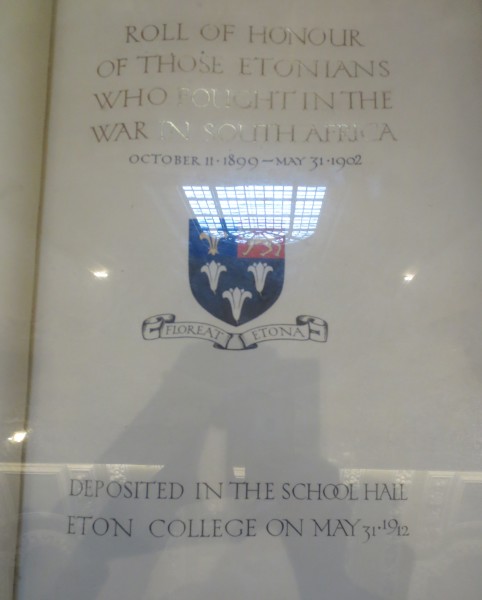 ROLL OF HONOUR
OF THOSE ETONIANS
WHO FOUGHT IN THE
WAR IN SOUTH AFRICA
OCTOBER 11·1899—MAY 31·1902
FLOREAT ETONA
DEPOSITED IN THE SCHOOL HALL
ETON COLLEGE ON MAY 31·1912